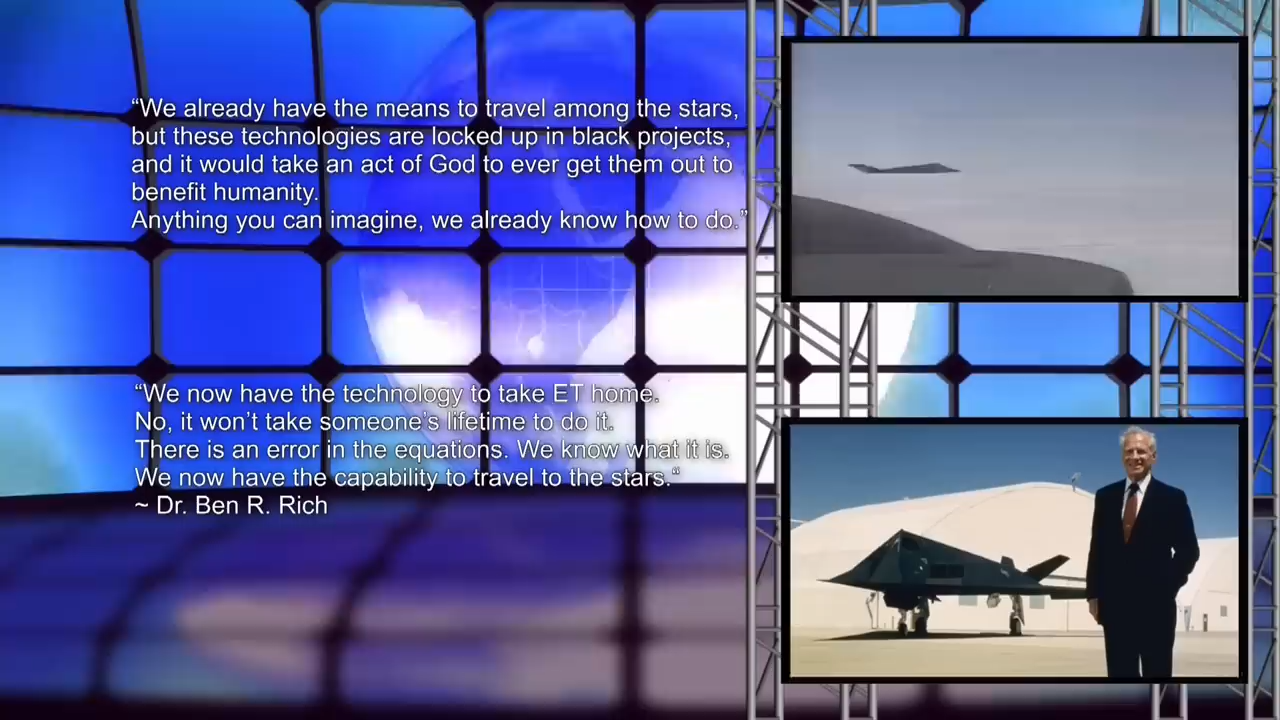 “We already have the means to travel among the stars,
but these technologies are locked up in black projects,
and it would take an act of God to ever get them out to
benefit humanity.
Anything you can imagine, we already know how to do.”
“We now have the technology to take ET home.
No, it won’t take someone’s lifetime to do it.
There is an error in the equations. We know what it is.
We now have the capability to travel to the stars.“
~ Dr. Ben R. Rich